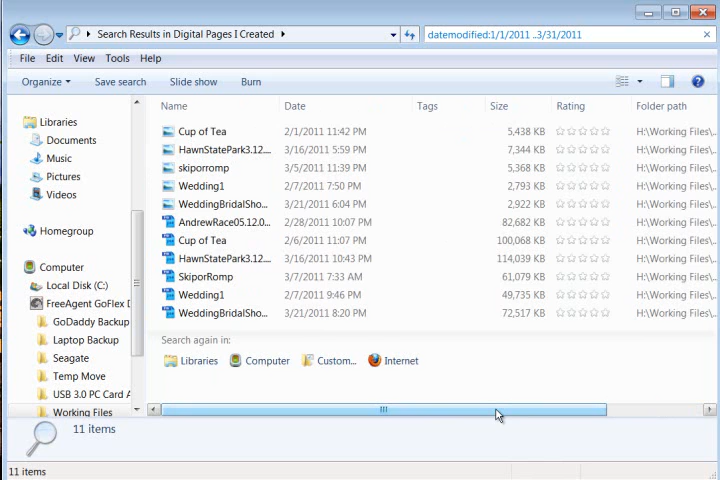 Search Results in Digital Pages I Created
datemodified:1/1/2011 ..3/31/2011
File Edit View Tools Help
Organize Save search Slide show Burn
Name Date Tags Size Rating Folder path
Libraries
Documents
Music
Pictures
Videos
Homegroup
Computer
Local Disk (C:)
FreeAgent GoFlex D
GoDaddy Backup
Laptop Backup
Seagate
Temp Move
USB 3.0 PC Card A
Working Files
Cup of Tea 2/1/2011 11:42 PM 5,438 KB H:\Working Files\...
HawnStatePark3.12.... 3/16/2011 5:59 PM 7,344 KB H:\Working Files\...
skiporromp 3/5/2011 11:39 PM 5,368 KB H:\Working Files\...
Wedding1 2/7/2011 7:50 PM 2,793 KB H:\Working Files\...
WeddingBridalSho... 3/21/2011 6:04 PM 2,922 KB H:\Working Files\...
AndrewRace05.12.0... 2/28/2011 10:07 PM 82,682 KB H:\Working Files\...
Cup of Tea 2/6/2011 11:07 PM 100,068 KB H:\Working Files\...
HawnStatePark3.12.... 3/16/2011 10:43 PM 114,039 KB H:\Working Files\...
SkiporRomp 3/7/2011 7:33 AM 61,079 KB H:\Working Files\...
Wedding1 2/7/2011 9:46 PM 49,735 KB H:\Working Files\...
WeddingBridalSho... 3/21/2011 8:20 PM 72,517 KB H:\Working Files\...
Search again in:
Libraries Computer Custom... Internet
11 items
11 items